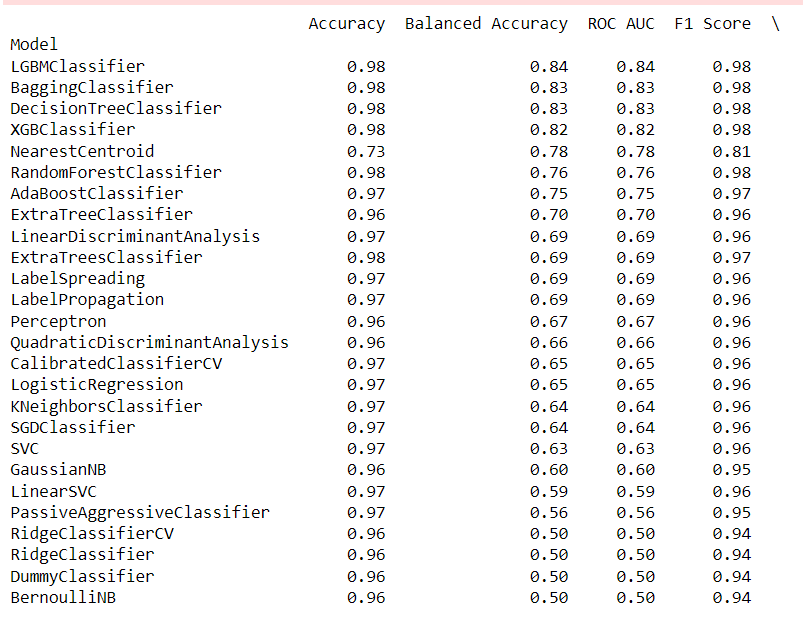 Accuracy Balanced Accuracy ROC AUC F1 Score \
Model
LGBMClassifier 0.98 0.84 0.84 0.98
BaggingClassifier 0.98 0.83 0.83 0.98
DecisionTreeClassifier 0.98 0.83 0.83 0.98
XGBClassifier 0.98 0.82 0.82 0.98
NearestCentroid 0.73 0.78 0.78 0.81
RandomForestClassifier 0.98 0.76 0.76 0.98
AdaBoostClassifier 0.97 0.75 0.75 0.97
ExtraTreeClassifier 0.96 0.70 0.70 0.96
LinearDiscriminantAnalysis 0.97 0.69 0.69 0.96
ExtraTreesClassifier 0.98 0.69 0.69 0.97
LabelSpreading 0.97 0.69 0.69 0.96
LabelPropagation 0.97 0.69 0.69 0.96
Perceptron 0.96 0.67 0.67 0.96
QuadraticDiscriminantAnalysis 0.96 0.66 0.66 0.96
CalibratedClassifierCV 0.97 0.65 0.65 0.96
LogisticRegression 0.97 0.65 0.65 0.96
KNeighborsClassifier 0.97 0.64 0.64 0.96
SGDClassifier 0.97 0.64 0.64 0.96
SVC 0.97 0.63 0.63 0.96
GaussianNB 0.96 0.60 0.60 0.95
LinearSVC 0.97 0.59 0.59 0.96
PassiveAggressiveClassifier 0.97 0.56 0.56 0.95
RidgeClassifierCV 0.96 0.50 0.50 0.94
RidgeClassifier 0.96 0.50 0.50 0.94
DummyClassifier 0.96 0.50 0.50 0.94
BernoulliNB 0.96 0.50 0.50 0.94